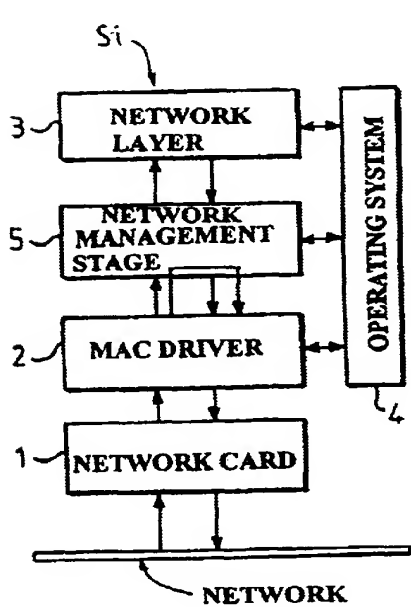 Si
3
NETWORK
LAYER
5
NETWORK
MANAGEMENT
STAGE
OPERATING SYSTEM
2
MAC DRIVER
4
1
NETWORK CARD
NETWORK